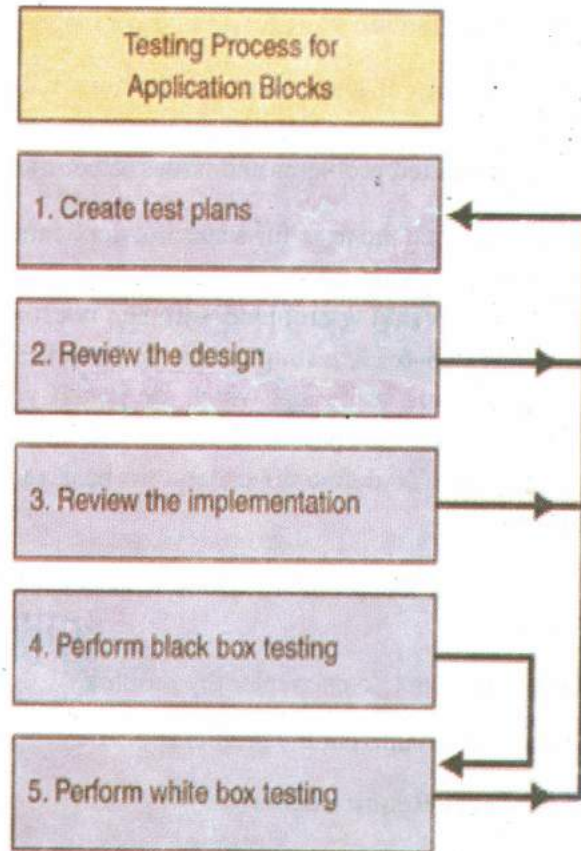 Testing Process for
Application Blocks
1. Create test plans
2. Review the design
3. Review the implementation
4. Perform black box testing
5. Perform white box testing